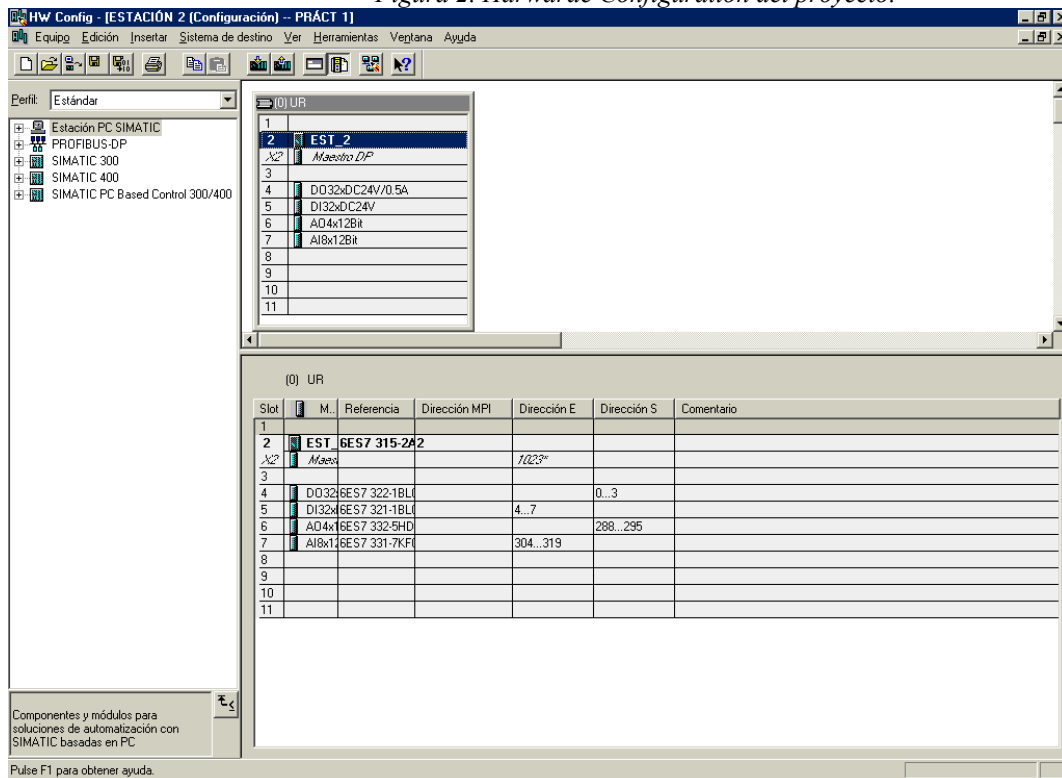 Figura 2. Harwarde Configuration del proyecto.
HW Config - [ESTACIÓN 2 (Configuración) -- PRÁCT 1]
Equipo Edición Insertar Sistema de destino Ver Herramientas Ventana Ayuda
Perfil: Estándar
Estación PC SIMATIC
PROFIBUS-DP
SIMATIC 300
SIMATIC 400
SIMATIC PC Based Control 300/400
(0) UR
1
2 EST_2
X2 Maestro DP
3
4 DO32xDC24V/0.5A
5 DI32xDC24V
6 AO4x12Bit
7 AI8x12Bit
8
9
10
11
(0) UR
Slot M.. Referencia Dirección MPI Dirección E Dirección S Comentario
1
2 EST_ 6ES7 315-2A 2
X2 Maes 1023*
3
4 DO32 6ES7 322-1BL 0...3
5 DI32x 6ES7 321-1BL 4...7
6 AO4x1 6ES7 332-5HD 288...295
7 AI8x12 6ES7 331-7KF 304...319
8
9
10
11
Componentes y módulos para
soluciones de automatización con
SIMATIC basadas en PC
Pulse F1 para obtener ayuda.